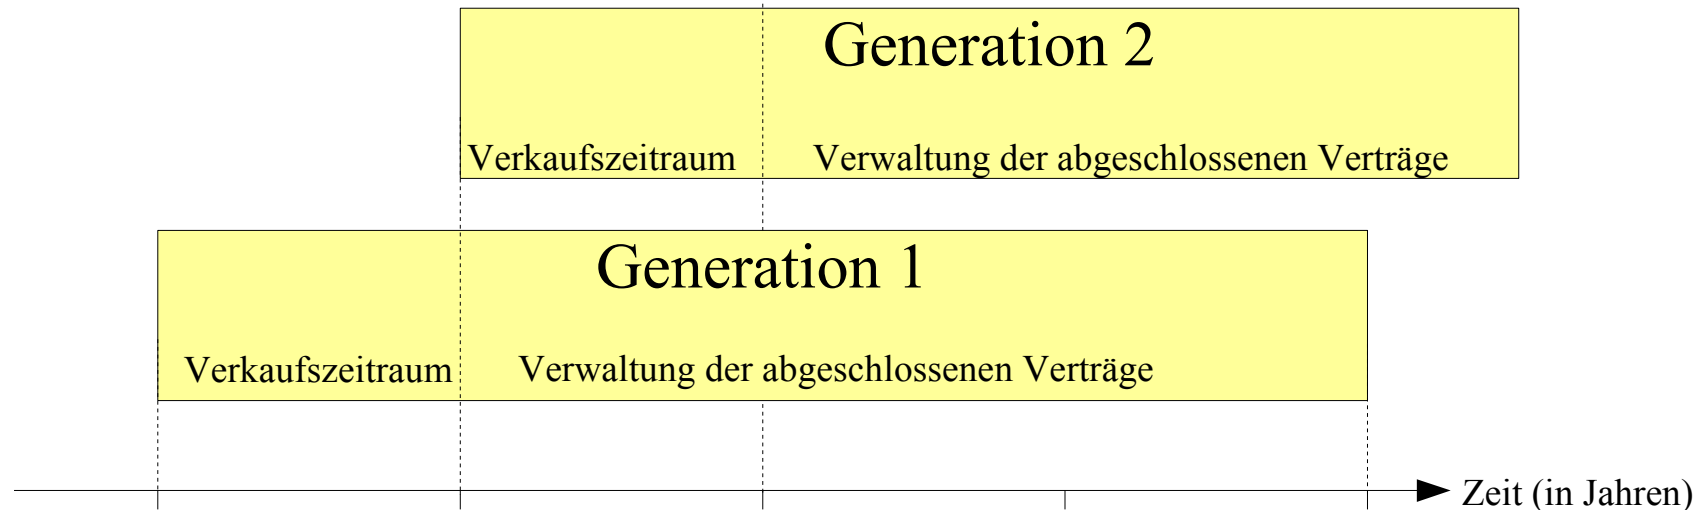 Generation 2
Verkaufszeitraum
Verwaltung der abgeschlossenen Verträge
Generation 1
Verkaufszeitraum
Verwaltung der abgeschlossenen Verträge
Zeit (in Jahren)